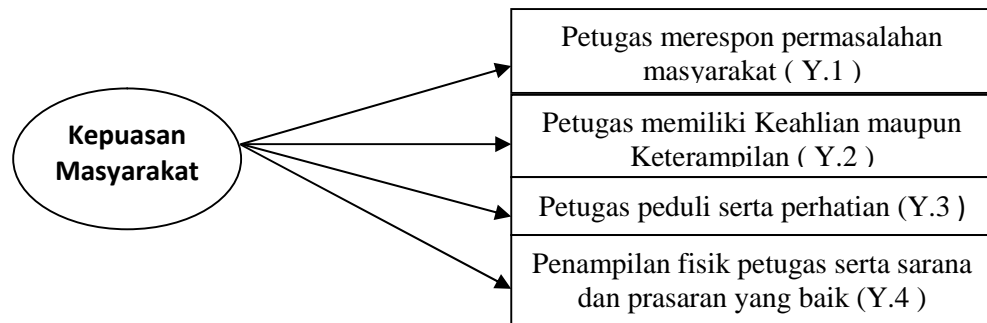 Kepuasan
Masyarakat
Petugas merespon permasalahan
masyarakat ( Y.1 )
Petugas memiliki Keahlian maupun
Keterampilan ( Y.2 )
Petugas peduli serta perhatian (Y.3 )
Penampilan fisik petugas serta sarana
dan prasaran yang baik (Y.4 )